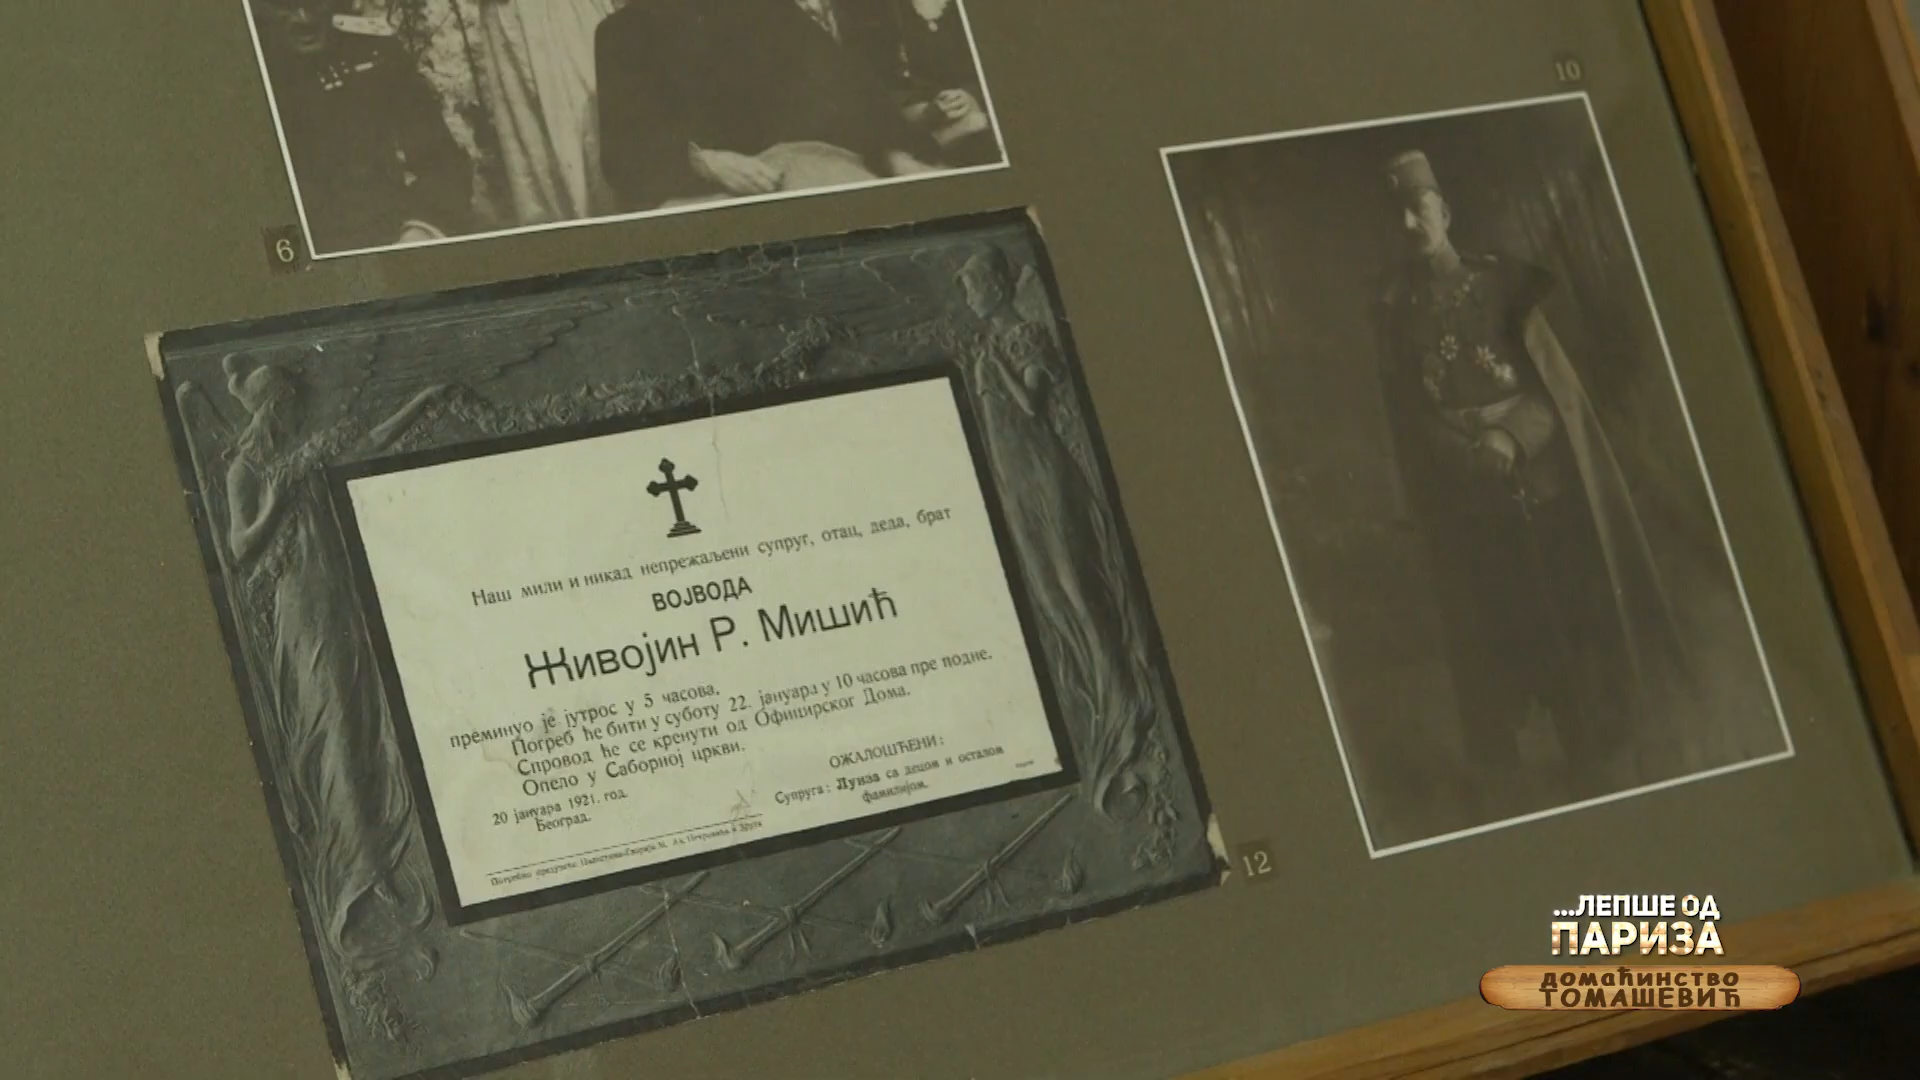 10
6
Наш мили и никад непрежаљени супруг, отац, деда, брат
ВОЈВОДА
Живојин Р. Мишић
преминуо је јутрос у 5 часова.
Погреб ће бити у суботу 22. јануара у 10 часова пре подне.
Спровод ће се кренути од Официрског Дома.
Опело у Саборној цркви.
20 јануара 1921. год.
Београд.
ОЖАЛОШЋЕНИ:
Супруга: Луиза са децом и осталом
фамилијом.
Погребно предузеће
12
...ЛЕПШЕ ОД
ПАРИЗА
ДОМАЋИНСТВО
ТОМАШЕВИЋ